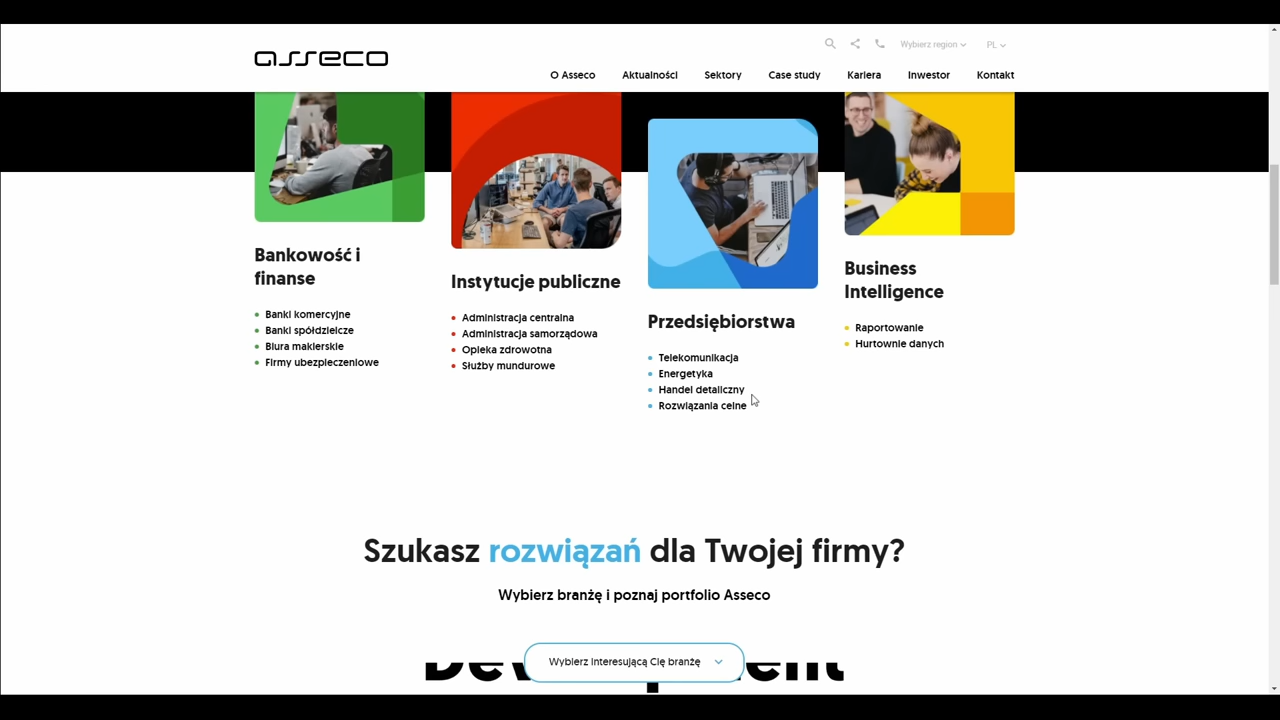 asseco
Wybierz region
PL
O Asseco
Aktualności
Sektory
Case study
Kariera
Inwestor
Kontakt
Bankowość i
finanse
Banki komercyjne
Banki spółdzielcze
Biura maklerskie
Firmy ubezpieczeniowe
Instytucje publiczne
Administracja centralna
Administracja samorządowa
Opieka zdrowotna
Służby mundurowe
Przedsiębiorstwa
Telekomunikacja
Energetyka
Handel detaliczny
Rozwiązania celne
Business
Intelligence
Raportowanie
Hurtownie danych
Szukasz rozwiązań dla Twojej firmy?
Wybierz branżę i poznaj portfolio Asseco
Wybierz interesującą Cię branżę